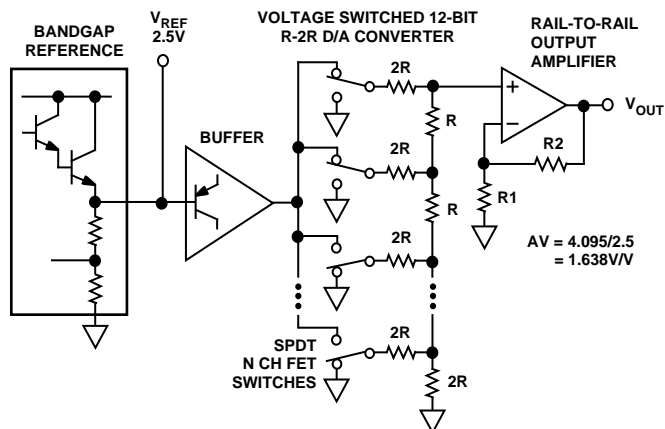 BANDGAP
REFERENCE
VREF
2.5V
BUFFER
VOLTAGE SWITCHED 12-BIT
R-2R D/A CONVERTER
2R
R
2R
R
2R
2R
2R
SPDT
N CH FET
SWITCHES
RAIL-TO-RAIL
OUTPUT
AMPLIFIER
+
–
VOUT
R2
R1
AV = 4.095/2.5
= 1.638V/V